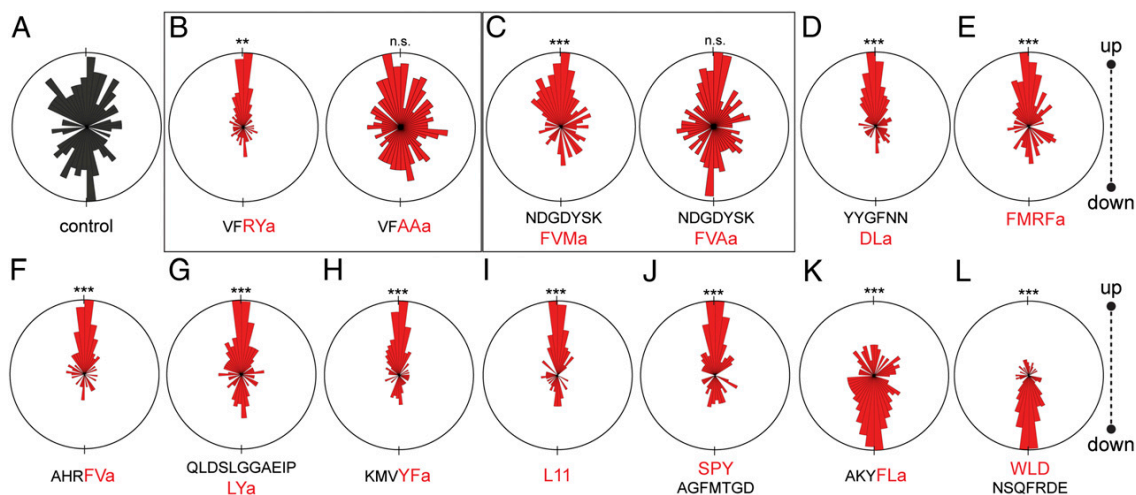 A
B
C
D
E
**
n.s.
***
n.s.
***
***
up
down
control
VFRYa
VFAAa
NDGDYSK
FVMa
NDGDYSK
FVAa
YYGFNN
DLa
FMRFa
F
G
H
I
J
K
L
***
***
***
***
***
***
***
up
down
AHRFVa
QLDSLGGAEIP
LYa
KMVYFa
L11
SPY
AGFMTGD
AKYFLa
WLD
NSQFRDE